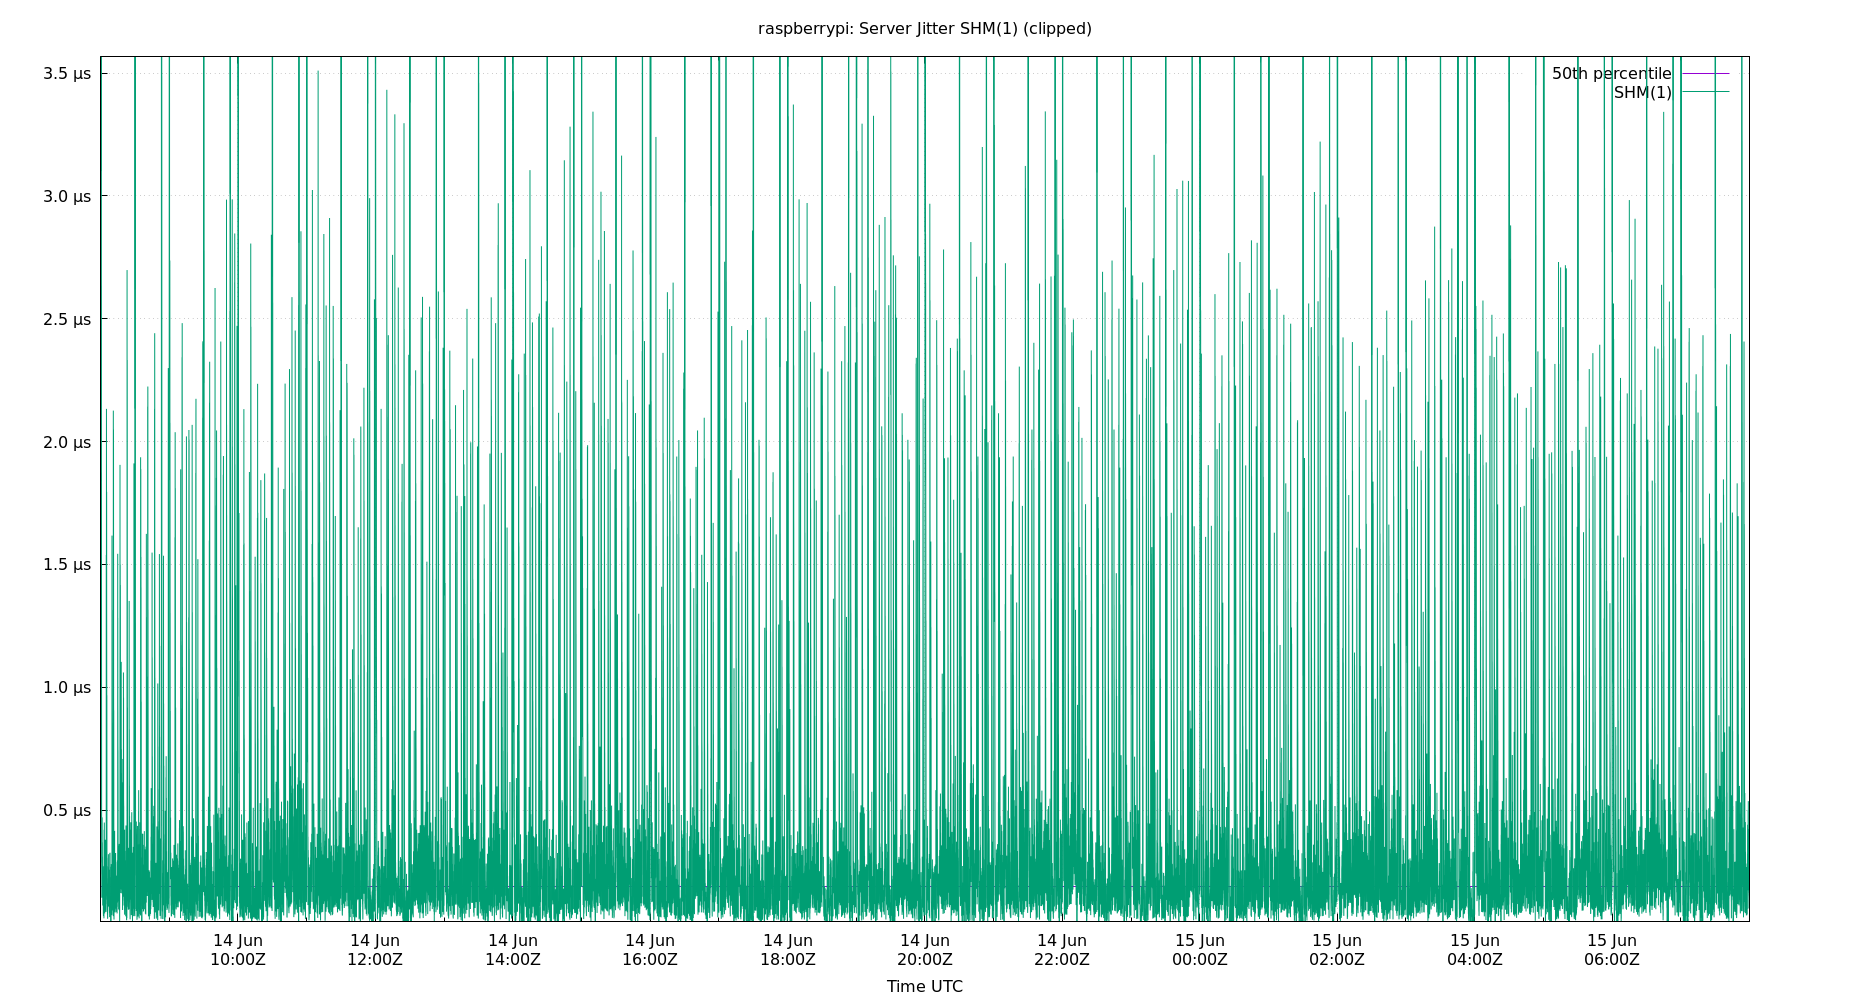 raspberrypi: Server Jitter SHM(1) (clipped)
3.5 µs
3.0 µs
2.5 µs
2.0 µs
1.5 µs
1.0 µs
0.5 µs
50th percentile
SHM(1)
14 Jun 14 Jun 14 Jun 14 Jun 14 Jun 14 Jun 14 Jun 15 Jun 15 Jun 15 Jun 15 Jun
10:00Z 12:00Z 14:00Z 16:00Z 18:00Z 20:00Z 22:00Z 00:00Z 02:00Z 04:00Z 06:00Z
Time UTC